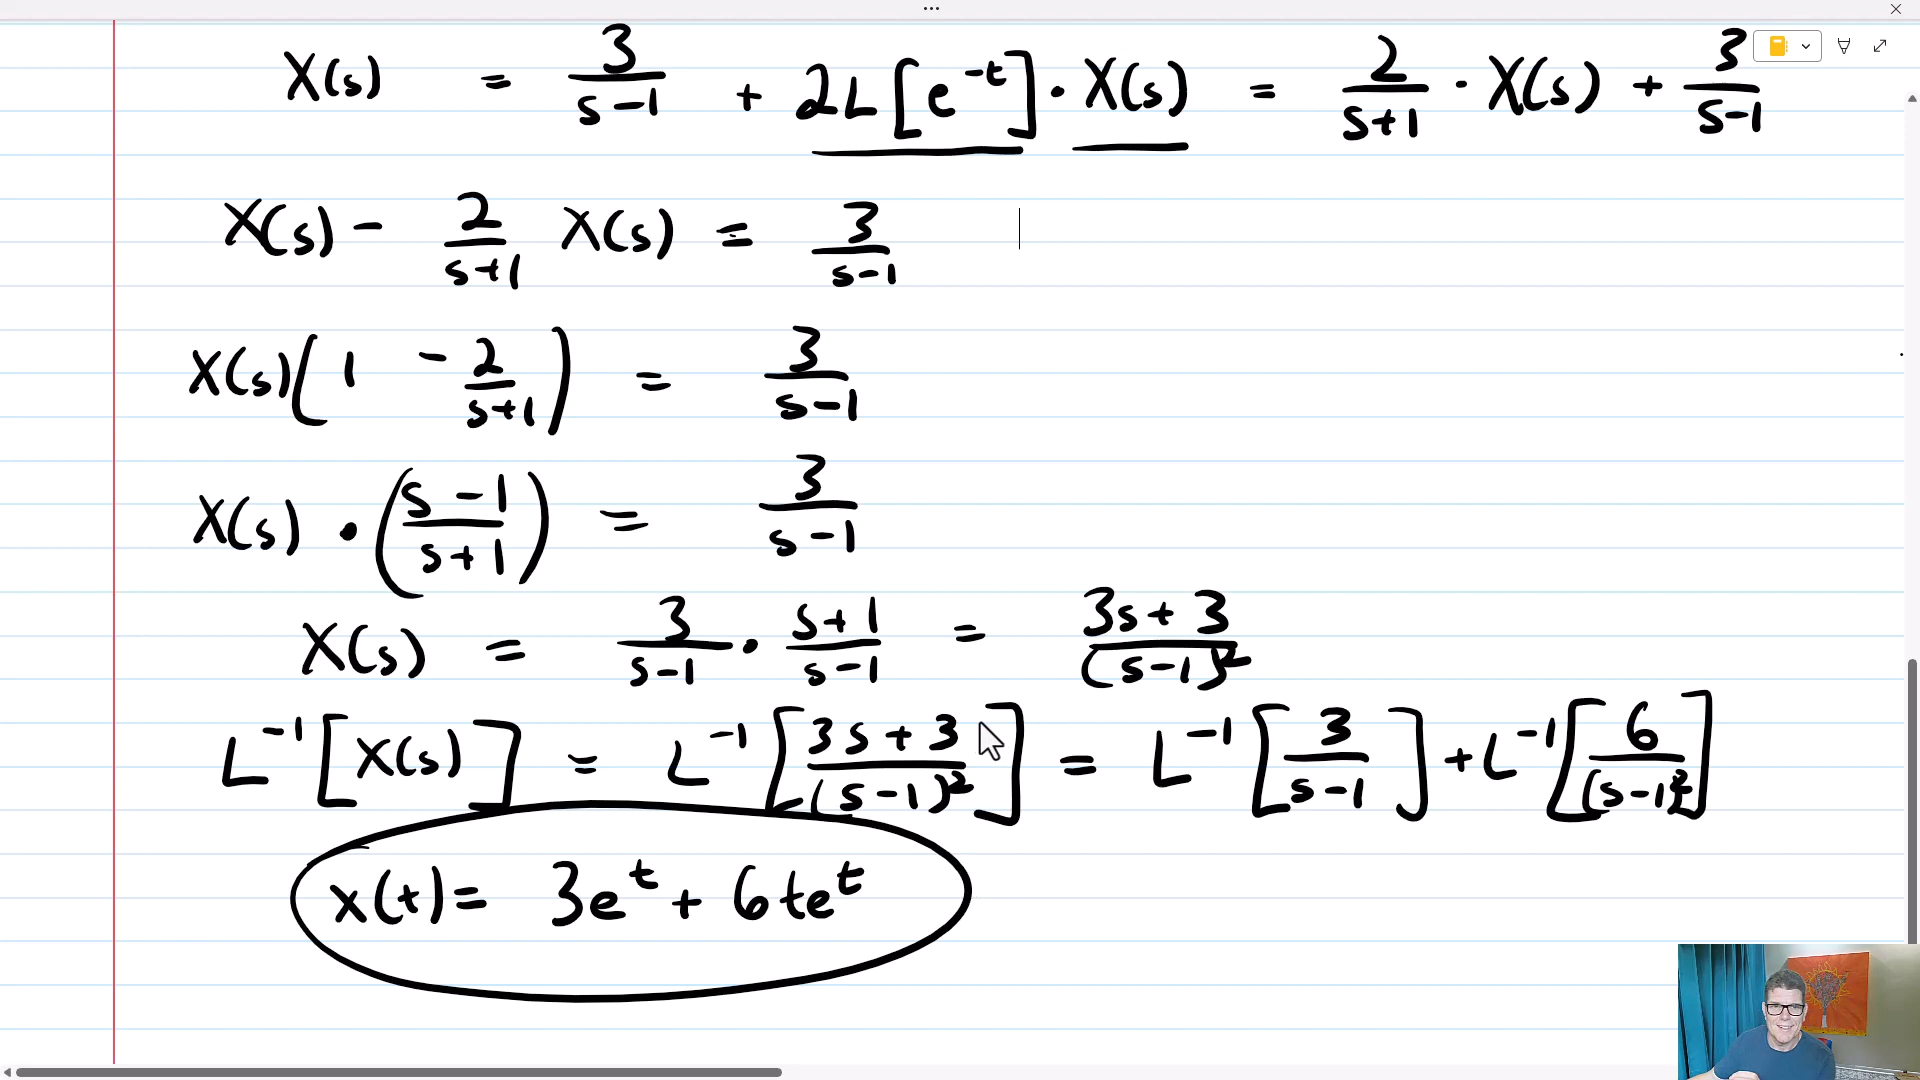 X(s) = 3/(s-1) + 2L[e^-t] · X(s) = 2/(s+1) · X(s) + 3/(s-1)
X(s) - 2/(s+1) X(s) = 3/(s-1)
X(s)(1 - 2/(s+1)) = 3/(s-1)
X(s) · ((s-1)/(s+1)) = 3/(s-1)
X(s) = 3/(s-1) · (s+1)/(s-1) = (3s+3)/(s-1)^2
L^-1[X(s)] = L^-1[(3s+3)/(s-1)^2] = L^-1[3/(s-1)] + L^-1[6/(s-1)^2]
x(t) = 3e^t + 6te^t